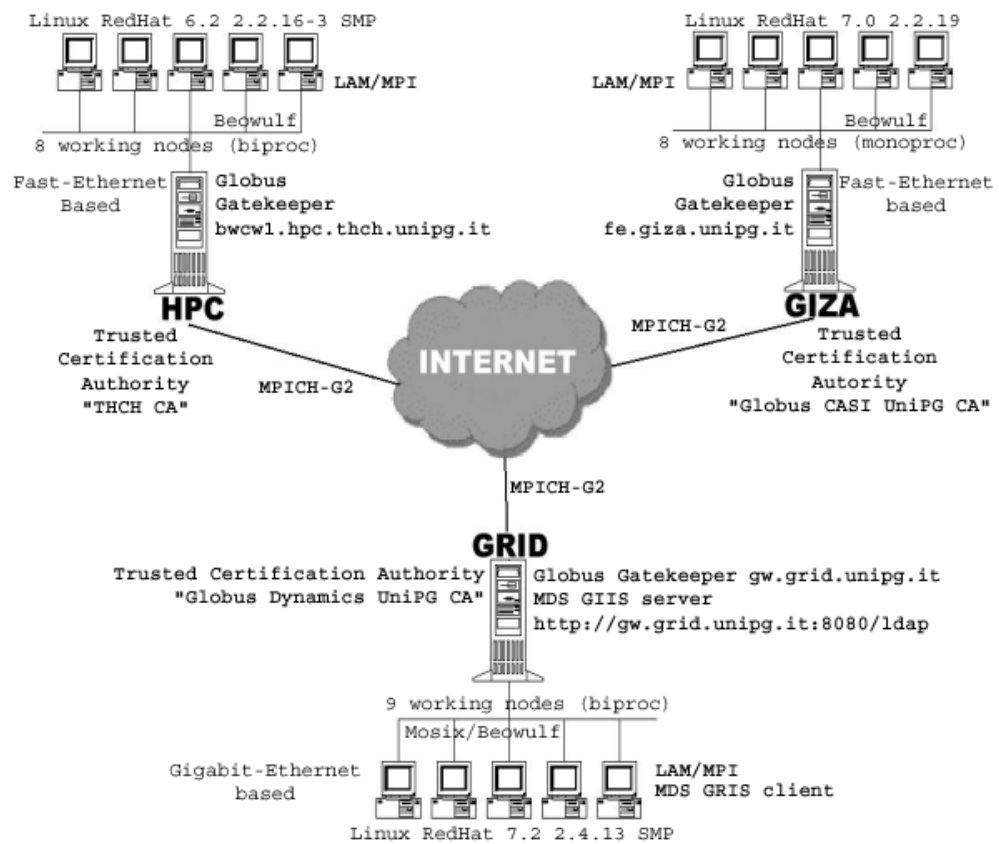 Linux RedHat 6.2 2.2.16-3 SMP
LAM/MPI
Beowulf
8 working nodes (biproc)
Fast-Ethernet
Based
Globus
Gatekeeper
bwcw1.hpc.thch.unipg.it
HPC
Trusted
Certification
Authority
"THCH CA"
MPICH-G2
Linux RedHat 7.0 2.2.19
LAM/MPI
Beowulf
8 working nodes (monoproc)
Globus
Gatekeeper
fe.giza.unipg.it
Fast-Ethernet
based
GIZA
MPICH-G2
Trusted
Certification
Autority
"Globus CASI UniPG CA"
INTERNET
MPICH-G2
GRID
Trusted Certification Authority
"Globus Dynamics UniPG CA"
Globus Gatekeeper gw.grid.unipg.it
MDS GIIS server
http://gw.grid.unipg.it:8080/ldap
9 working nodes (biproc)
Mosix/Beowulf
Gigabit-Ethernet
based
LAM/MPI
MDS GRIS client
Linux RedHat 7.2 2.4.13 SMP